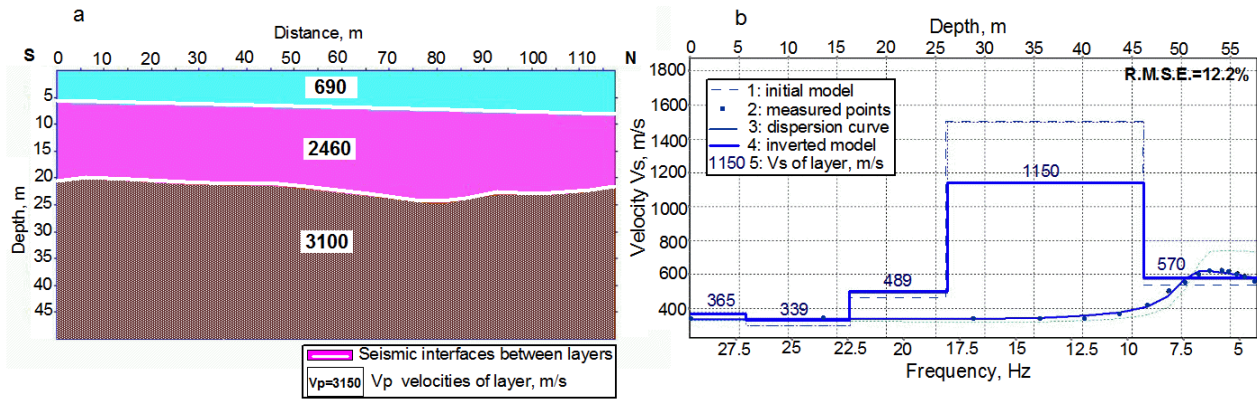 a
Distance, m
S
N
0 10 20 30 40 50 60 70 80 90 100 110
690
2460
3100
5
10
15
20
25
30
35
40
45
Depth, m
Seismic interfaces between layers
Vp=3150 Vp velocities of layer, m/s
b
Depth, m
0 5 10 15 20 25 30 35 40 45 50 55
R.M.S.E.=12.2%
1: initial model
2: measured points
3: dispersion curve
4: inverted model
1150 5: Vs of layer, m/s
1800
1600
1400
1200
1000
800
600
400
Velocity Vs, m/s
365
339
489
1150
570
27.5 25 22.5 20 17.5 15 12.5 10 7.5 5
Frequency, Hz